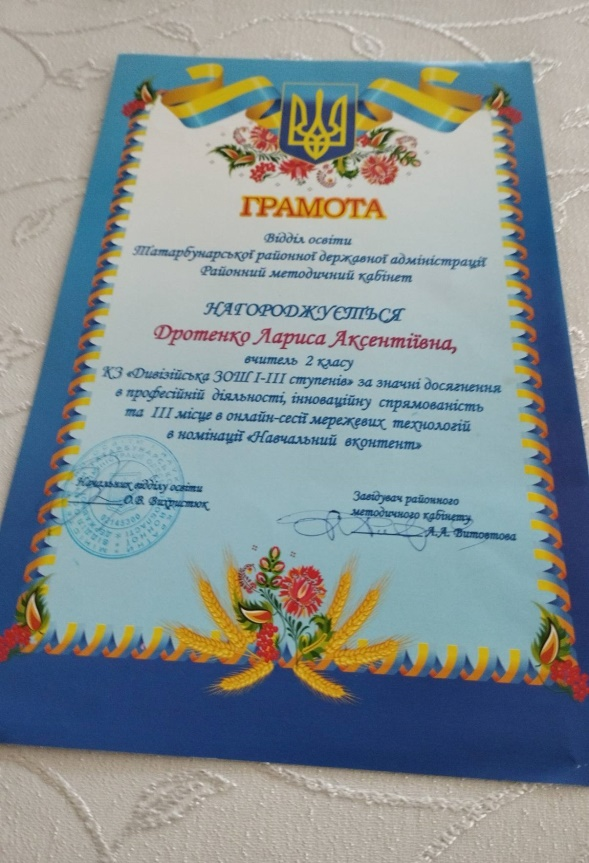 ГРАМОТА
Відділ освіти
Татарбунарської районної державної адміністрації
Районний методичний кабінет
НАГОРОДЖУЄТЬСЯ
Дротенко Лариса Аксентіївна,
вчитель 2 класу
КЗ «Дивізійська ЗОШ І-ІІІ ступенів» за значні досягнення
в професійній діяльності, інноваційну спрямованість
та ІІІ місце в онлайн-сесії мережевих технологій
в номінації «Навчальний вконтент»
Начальник відділу освіти
О.В. Вихристюк
Завідувач районного
методичного кабінету
А.А. Витовтова